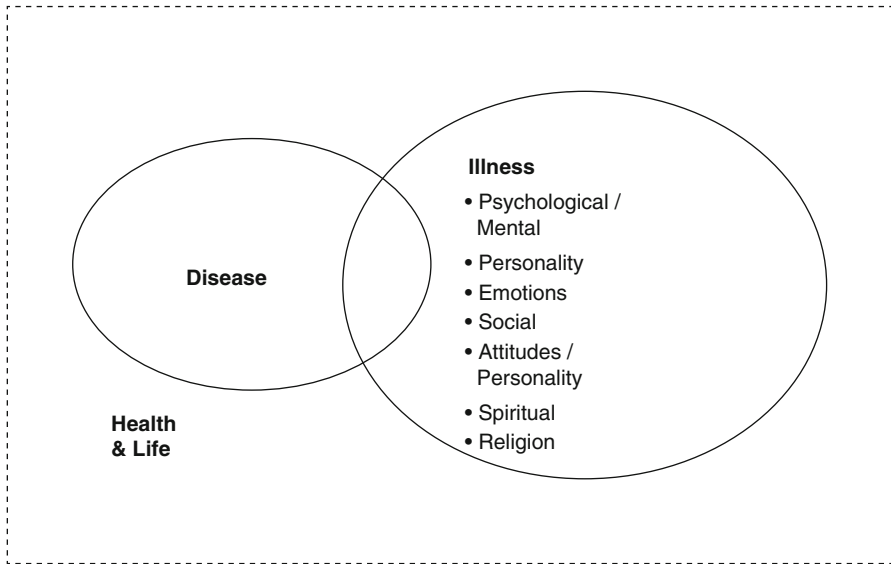 Illness
• Psychological /
Mental
• Personality
Disease
• Emotions
• Social
• Attitudes /
Personality
Health
& Life
• Spiritual
• Religion